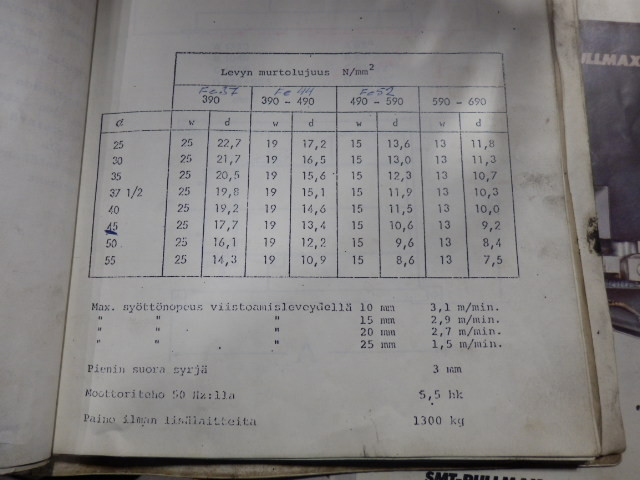 Levyn murtolujuus N/mm²
Fe37 Fe 44 Fe52
390 390 - 490 490 - 590 590 - 690
α w d w d w d w d
25 25 22,7 19 17,2 15 13,6 13 11,8
30 25 21,7 19 16,5 15 13,0 13 11,3
35 25 20,5 19 15,6 15 12,3 13 10,7
37 1/2 25 19,8 19 15,1 15 11,9 13 10,3
40 25 19,2 19 14,6 15 11,5 13 10,0
45 25 17,7 19 13,4 15 10,6 13 9,2
50 25 16,1 19 12,2 15 9,6 13 8,4
55 25 14,3 19 10,9 15 8,6 13 7,5
Max. syöttönopeus viistoamisleveydellä 10 mm 3,1 m/min.
" " " 15 mm 2,9 m/min.
" " " 20 mm 2,7 m/min.
" " " 25 mm 1,5 m/min.
Pienin suora syrjä 3 mm
Moottoriteho 50 Hz:llä 5,5 hk
Paino ilman lisälaitteita 1300 kg
ULLMAX
SMT-PULLMAX